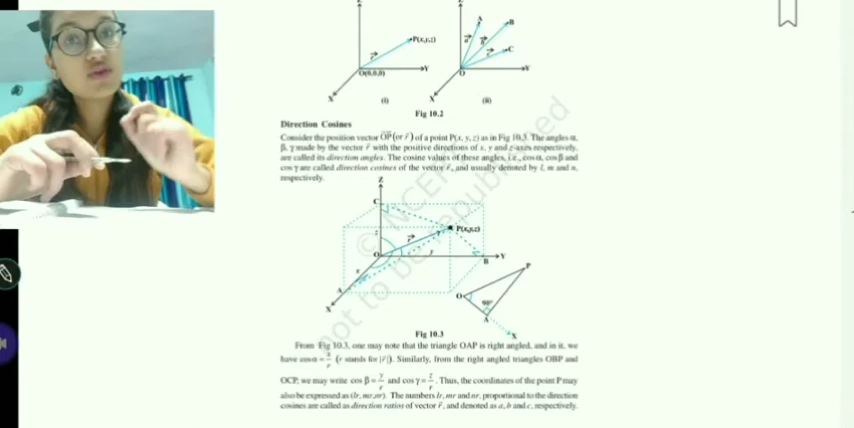 Z
P(x,y,z)
r
O(0,0,0)
Y
X
(i)
A
B
C
a
b
c
O
Y
X
(ii)
Fig 10.2
Direction Cosines
Consider the position vector OP (or r) of a point P(x, y, z) as in Fig 10.3. The angles α,
β, γ made by the vector r with the positive directions of x, y and z-axes respectively,
are called its direction angles. The cosine values of these angles, i.e., cos α, cos β and
cos γ are called direction cosines of the vector r, and usually denoted by l, m and n,
respectively.
Z
C
P(x,y,z)
z
r
O
y
B
Y
x
A
X
P
O
90°
A
X
Fig 10.3
From Fig 10.3, one may note that the triangle OAP is right angled, and in it, we
have cos α = x/r (r stands for |r|). Similarly, from the right angled triangles OBP and
OCP, we may write cos β = y/r and cos γ = z/r. Thus, the coordinates of the point P may
also be expressed as (lr, mr, nr). The numbers lr, mr and nr, proportional to the direction
cosines are called as direction ratios of vector r, and denoted as a, b and c, respectively.
© NCERT
not to be republished